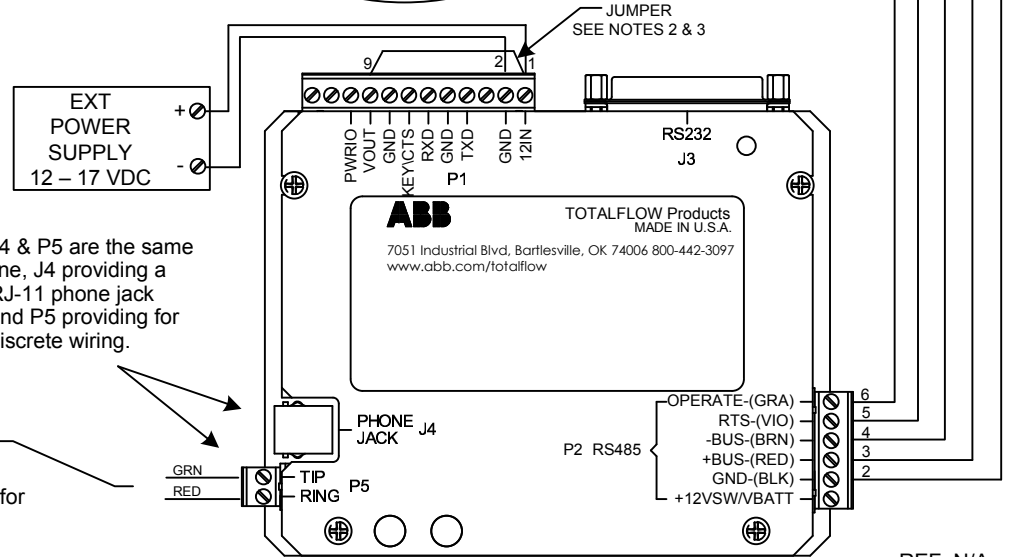 JUMPER
SEE NOTES 2 & 3
9
2
1
EXT
POWER
SUPPLY
12 – 17 VDC
+
-
PWRIO
VOUT
GND
KEY\CTS
RXD
GND
TXD
GND
12IN
P1
RS232
J3
ABB
TOTALFLOW Products
MADE IN U.S.A.
7051 Industrial Blvd, Bartlesville, OK 74006 800-442-3097
www.abb.com/totalflow
4 & P5 are the same
ne, J4 providing a
RJ-11 phone jack
nd P5 providing for
iscrete wiring.
PHONE
JACK
J4
GRN
RED
TIP
RING
P5
for
P2 RS485
OPERATE-(GRA)
RTS-(VIO)
-BUS-(BRN)
+BUS-(RED)
GND-(BLK)
+12VSW/VBATT
6
5
4
3
2